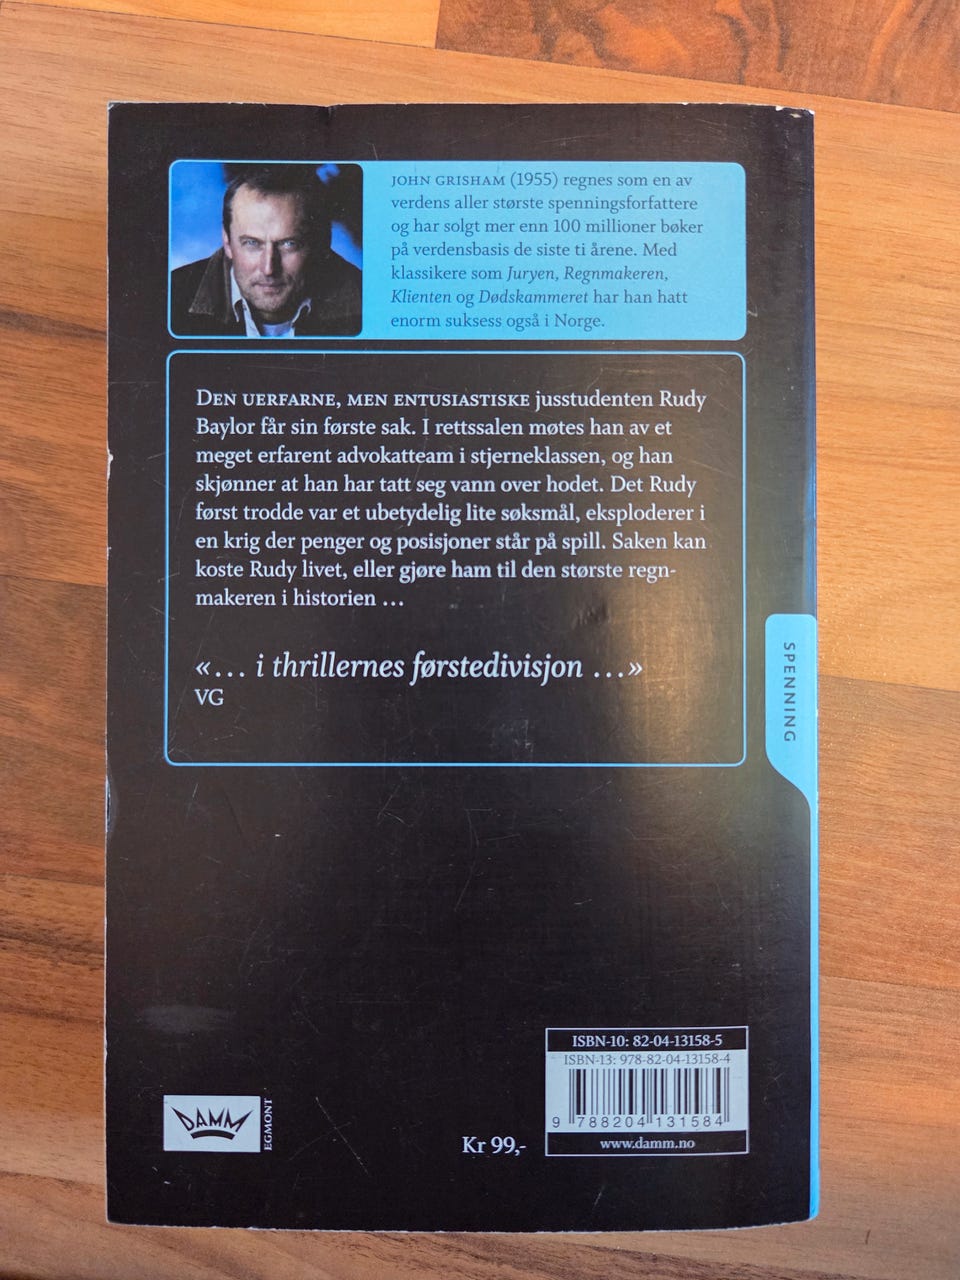 JOHN GRISHAM (1955) regnes som en av
verdens aller største spenningsforfattere
og har solgt mer enn 100 millioner bøker
på verdensbasis de siste ti årene. Med
klassikere som Juryen, Regnmakeren,
Klienten og Dødskammeret har han hatt
enorm suksess også i Norge.
DEN UERFARNE, MEN ENTUSIASTISKE jusstudenten Rudy
Baylor får sin første sak. I rettssalen møtes han av et
meget erfarent advokatteam i stjerneklassen, og han
skjønner at han har tatt seg vann over hodet. Det Rudy
først trodde var et ubetydelig lite søksmål, eksploderer i
en krig der penger og posisjoner står på spill. Saken kan
koste Rudy livet, eller gjøre ham til den største regn-
makeren i historien ...
«... i thrillernes førstedivisjon ...»
VG
SPENNING
ISBN-10: 82-04-13158-5
ISBN-13: 978-82-04-13158-4
9 788204 131584
www.damm.no
Kr 99,-
DAMM
EGMONT